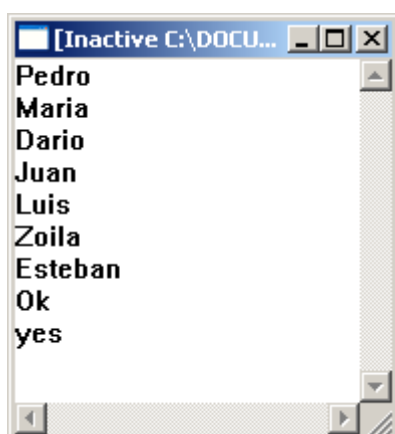 [Inactive C:\DOCU...
Pedro
Maria
Dario
Juan
Luis
Zoila
Esteban
Ok
yes